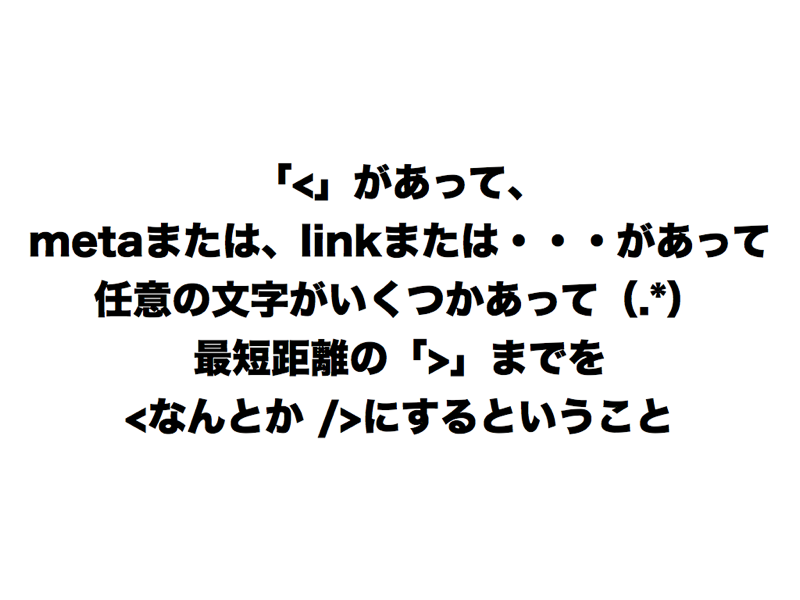 「<」があって、
metaまたは、linkまたは・・・があって
任意の文字がいくつかあって（.*）
最短距離の「>」までを
<なんとか />にするということ